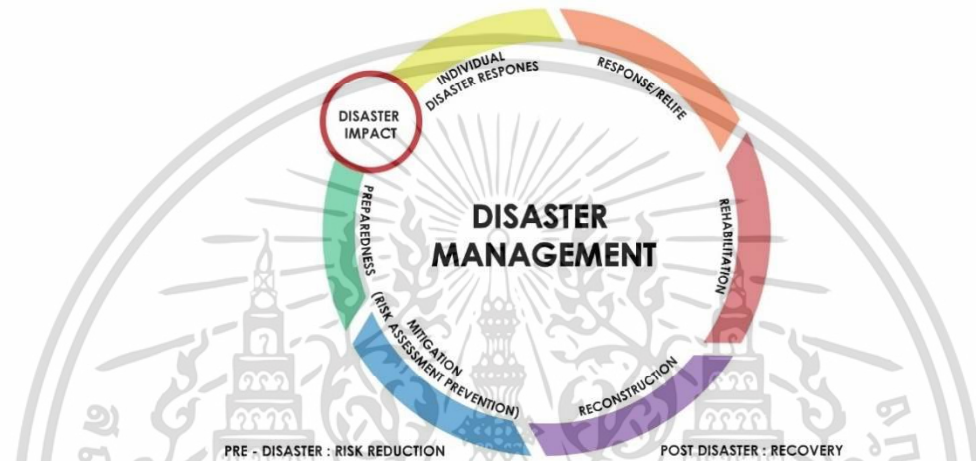 INDIVIDUAL
DISASTER RESPONES
RESPONSE/RELIFE
DISASTER
IMPACT
PREPAREDNESS
DISASTER
MANAGEMENT
REHABILITATION
MITIGATION
(RISK ASSESSMENT PREVENTION)
RECONSTRUCTION
PRE - DISASTER : RISK REDUCTION
POST DISASTER : RECOVERY